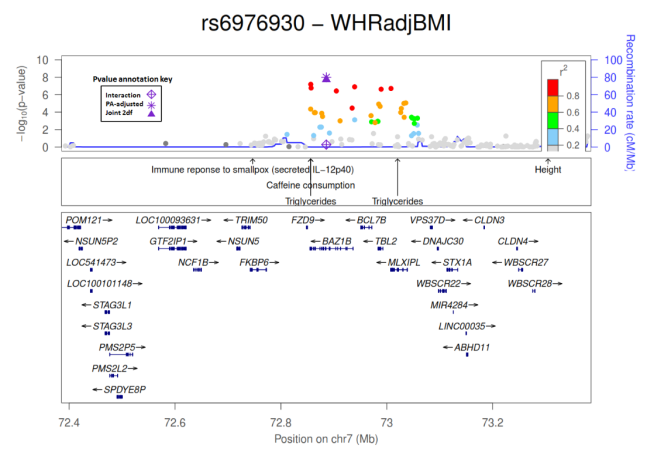 rs6976930 − WHRadjBMI
10
8
6
4
2
0
−log10(p−value)
Pvalue annotation key
Interaction
PA-adjusted
Joint 2df
r2
0.8
0.6
0.4
0.2
100
80
60
40
20
0
Recombination rate (cM/Mb)
Immune reponse to smallpox (secreted IL−12p40)
Height
Caffeine consumption
Triglycerides
Triglycerides
POM121→
LOC100093631→
←TRIM50
FZD9→
←BCL7B
VPS37D→
CLDN3→
←NSUN5P2
GTF2IP1→
←NSUN5
←BAZ1B
←TBL2
←DNAJC30
CLDN4→
LOC541473→
NCF1B→
FKBP6→
←MLXIPL
←STX1A
←WBSCR27
LOC100101148→
WBSCR22→
WBSCR28→
←STAG3L1
MIR4284→
←STAG3L3
LINC00035→
PMS2P5→
←ABHD11
PMS2L2→
←SPDYE8P
72.4
72.6
72.8
73
73.2
Position on chr7 (Mb)